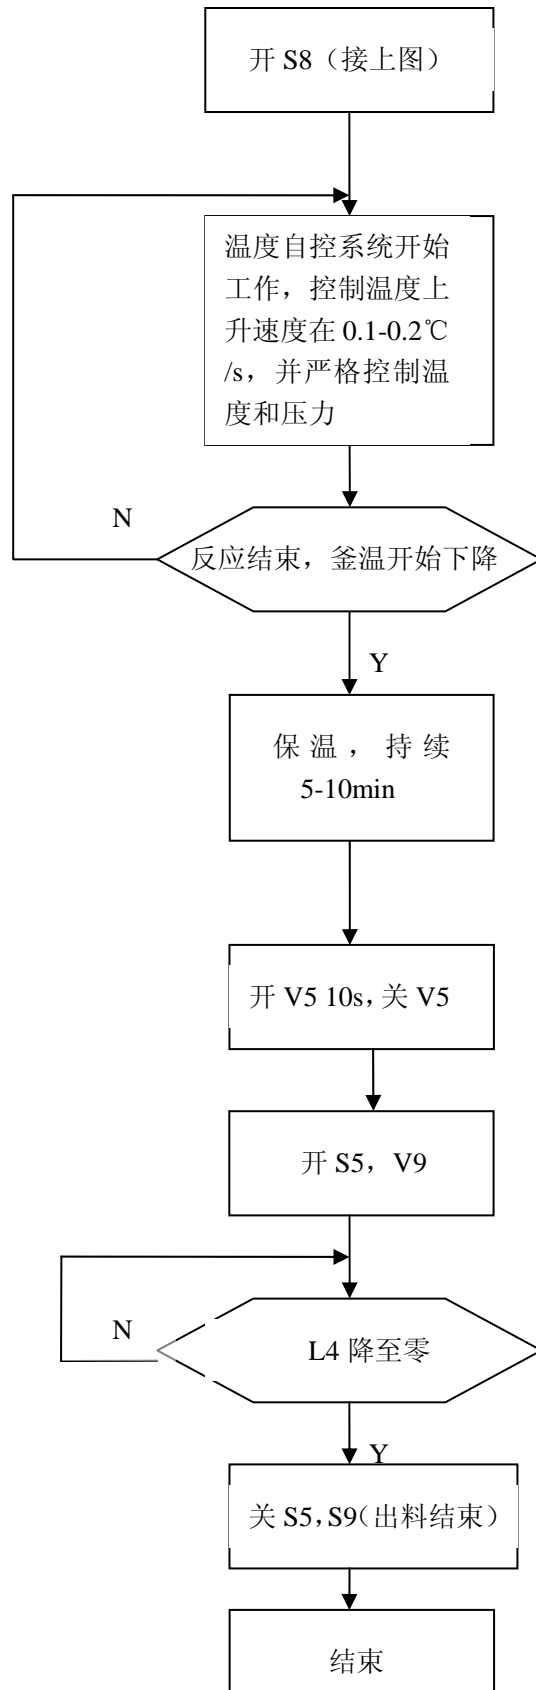 开 S8（接上图）
温度自控系统开始
工作，控制温度上
升速度在 0.1-0.2℃
/s，并严格控制温
度和压力
N
反应结束，釜温开始下降
Y
保温，持续
5-10min
开 V5 10s，关 V5
开 S5，V9
N
L4 降至零
Y
关 S5，S9（出料结束）
结束